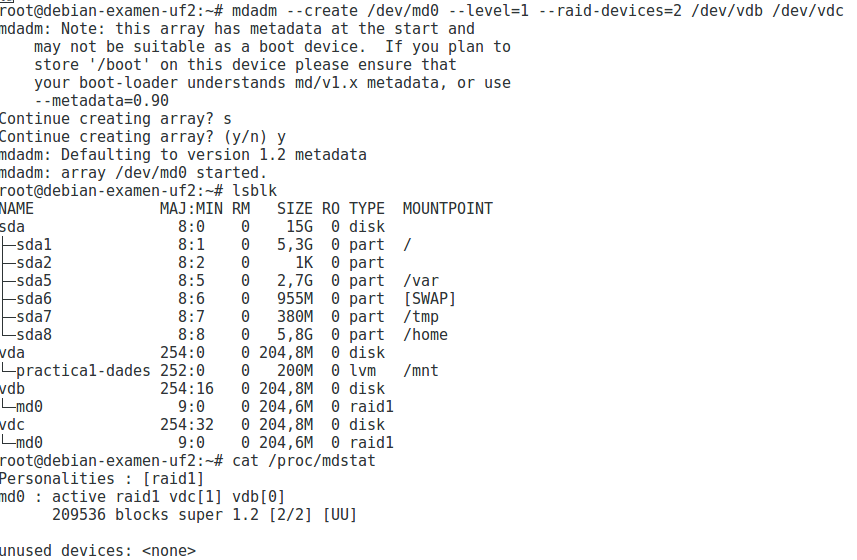 root@debian-examen-uf2:~# mdadm --create /dev/md0 --level=1 --raid-devices=2 /dev/vdb /dev/vdc
mdadm: Note: this array has metadata at the start and
    may not be suitable as a boot device.  If you plan to
    store '/boot' on this device please ensure that
    your boot-loader understands md/v1.x metadata, or use
    --metadata=0.90
Continue creating array? s
Continue creating array? (y/n) y
mdadm: Defaulting to version 1.2 metadata
mdadm: array /dev/md0 started.
root@debian-examen-uf2:~# lsblk
NAME              MAJ:MIN RM   SIZE RO TYPE  MOUNTPOINT
sda                 8:0    0    15G  0 disk
├─sda1              8:1    0   5,3G  0 part  /
├─sda2              8:2    0     1K  0 part
├─sda5              8:5    0   2,7G  0 part  /var
├─sda6              8:6    0   955M  0 part  [SWAP]
├─sda7              8:7    0   380M  0 part  /tmp
└─sda8              8:8    0   5,8G  0 part  /home
vda               254:0    0 204,8M  0 disk
└─practica1-dades 252:0    0   200M  0 lvm   /mnt
vdb               254:16   0 204,8M  0 disk
└─md0               9:0    0 204,6M  0 raid1
vdc               254:32   0 204,8M  0 disk
└─md0               9:0    0 204,6M  0 raid1
root@debian-examen-uf2:~# cat /proc/mdstat
Personalities : [raid1]
md0 : active raid1 vdc[1] vdb[0]
      209536 blocks super 1.2 [2/2] [UU]
unused devices: <none>